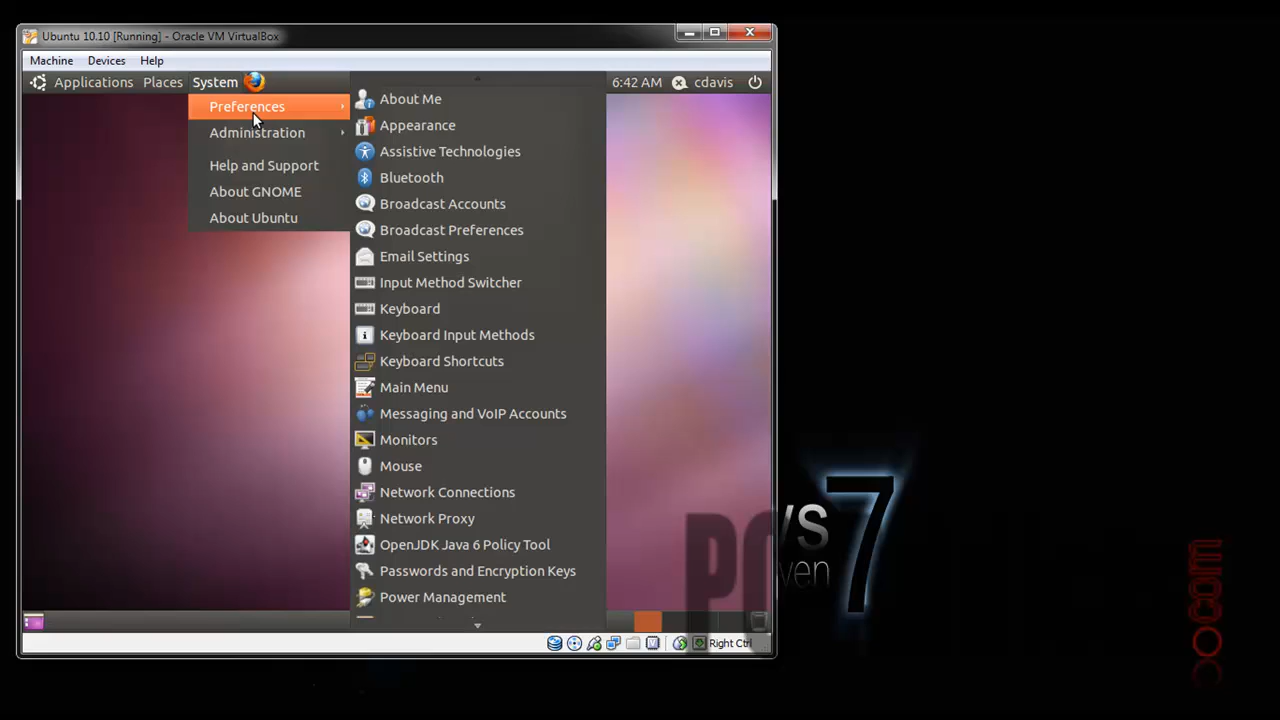 Ubuntu 10.10 [Running] - Oracle VM VirtualBox
Machine Devices Help
Applications Places System 6:42 AM cdavis
Preferences
Administration
Help and Support
About GNOME
About Ubuntu
About Me
Appearance
Assistive Technologies
Bluetooth
Broadcast Accounts
Broadcast Preferences
Email Settings
Input Method Switcher
Keyboard
Keyboard Input Methods
Keyboard Shortcuts
Main Menu
Messaging and VoIP Accounts
Monitors
Mouse
Network Connections
Network Proxy
OpenJDK Java 6 Policy Tool
Passwords and Encryption Keys
Power Management
Right Ctrl
7